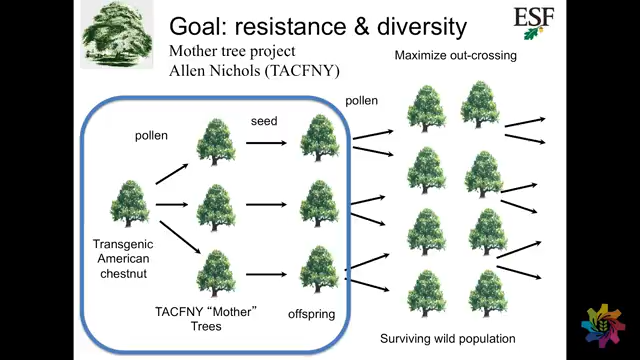 Goal: resistance & diversity
Mother tree project
Allen Nichols (TACFNY)
ESF
Maximize out-crossing
pollen
seed
pollen
Transgenic
American
chestnut
TACFNY “Mother”
Trees
offspring
Surviving wild population